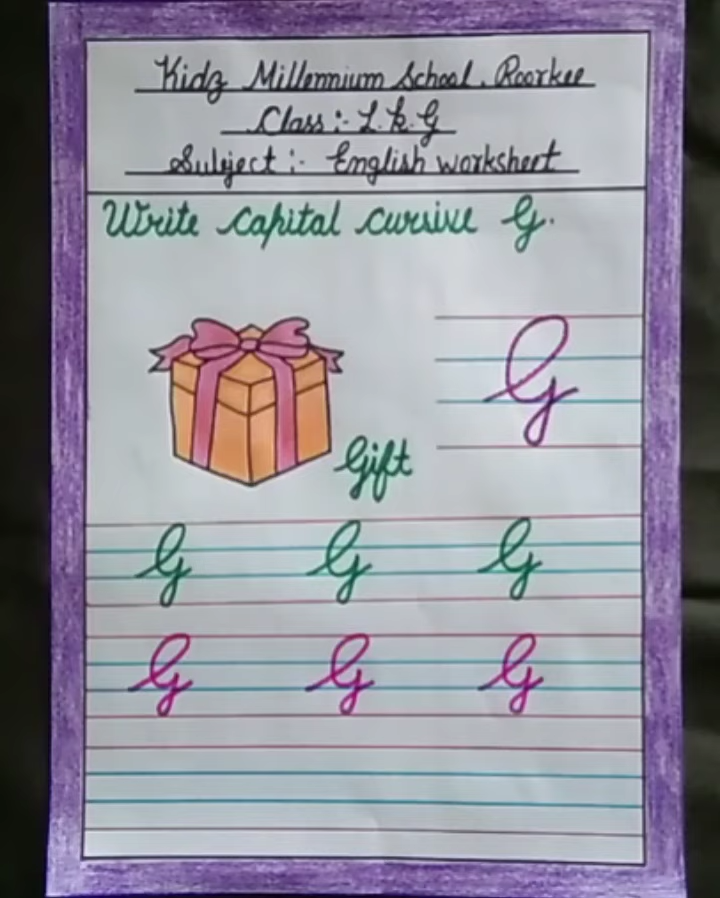 Kidz Millennium School, Roorkee
Class:- L.K.G
Subject:- English worksheet
Write capital cursive G.
G
Gift
G G G
G G G